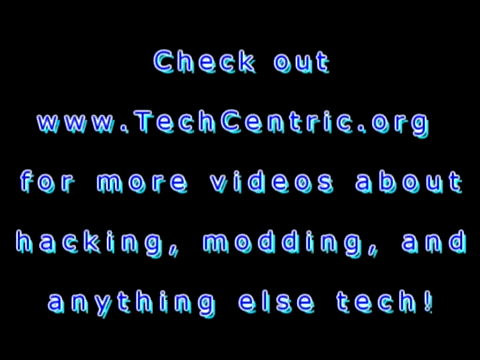 Check out
www.TechCentric.org
for more videos about
hacking, modding, and
anything else tech!